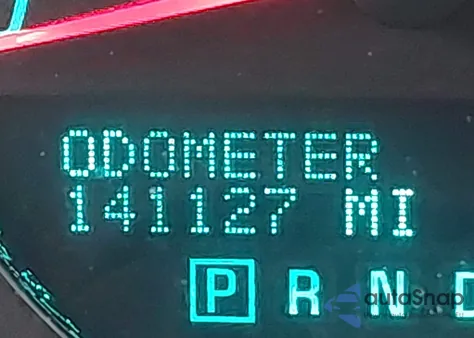 ODOMETER
141127 MI
P R N D
autoShap